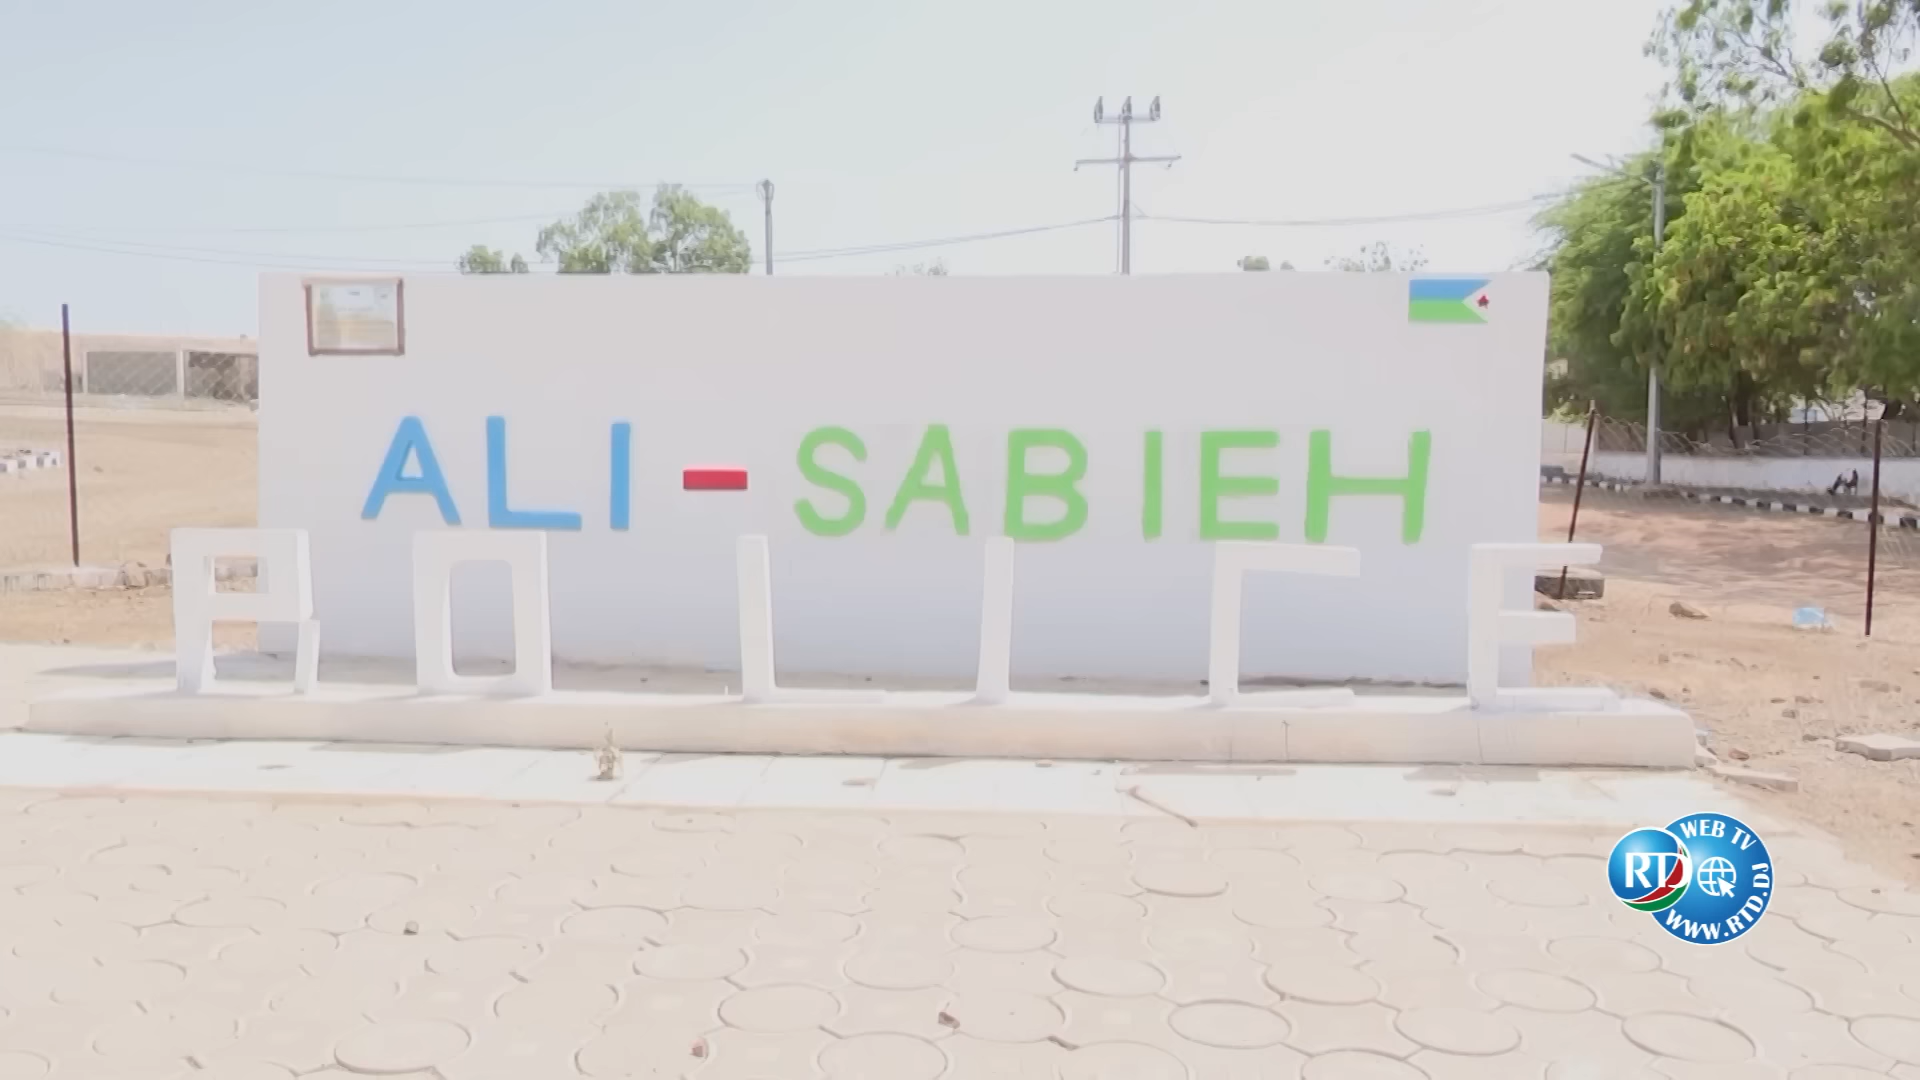 ALI - SABIEH
POLICE
WEB TV
RTD
WWW.RTD.DJ